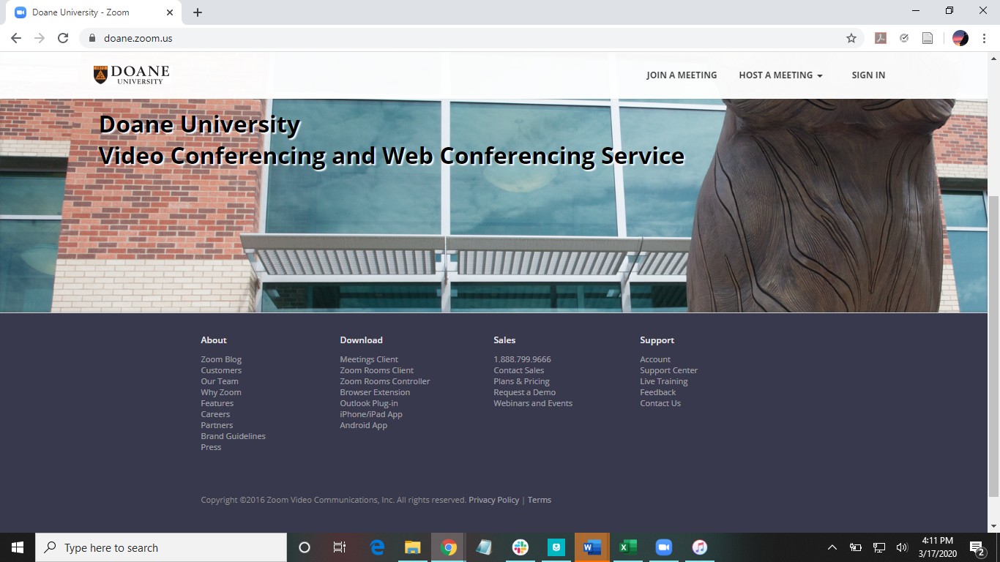 Doane University - Zoom
doane.zoom.us
DOANE
UNIVERSITY
JOIN A MEETING
HOST A MEETING
SIGN IN
Doane University
Video Conferencing and Web Conferencing Service
About
Zoom Blog
Customers
Our Team
Why Zoom
Features
Careers
Partners
Brand Guidelines
Press
Download
Meetings Client
Zoom Rooms Client
Zoom Rooms Controller
Browser Extension
Outlook Plug-in
iPhone/iPad App
Android App
Sales
1.888.799.9666
Contact Sales
Plans & Pricing
Request a Demo
Webinars and Events
Support
Account
Support Center
Live Training
Feedback
Contact Us
Copyright ©2016 Zoom Video Communications, Inc. All rights reserved. Privacy Policy | Terms
Type here to search
4:11 PM
3/17/2020
2